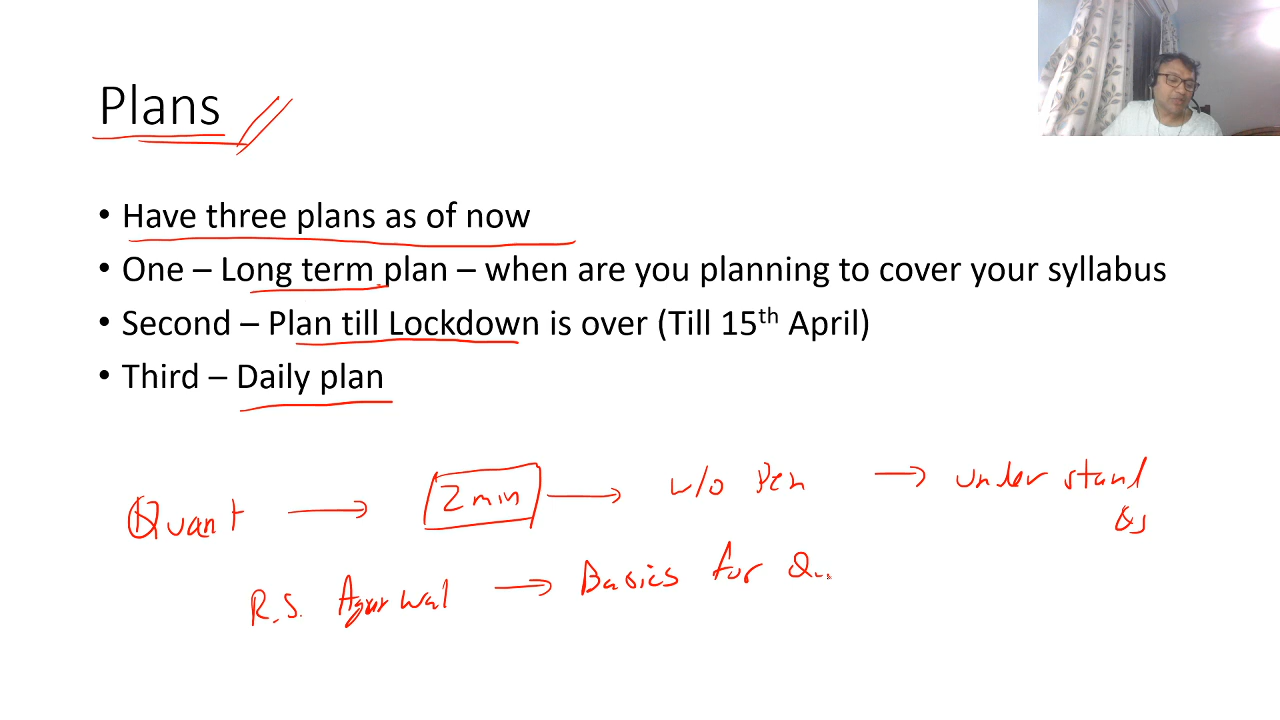 Plans
• Have three plans as of now
• One – Long term plan – when are you planning to cover your syllabus
• Second – Plan till Lockdown is over (Till 15th April)
• Third – Daily plan
Quant → 2 min → w/o Pen → understand
Qs
R.S. Agarwal → Basics for Q..